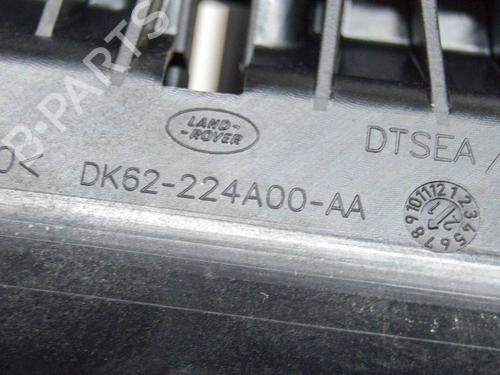 LAND-
-ROVER
DTSEA /
0<
DK62-224A00-AA
1 2 3 4 5 6 7 8 9 10 11 12
B-PARTS